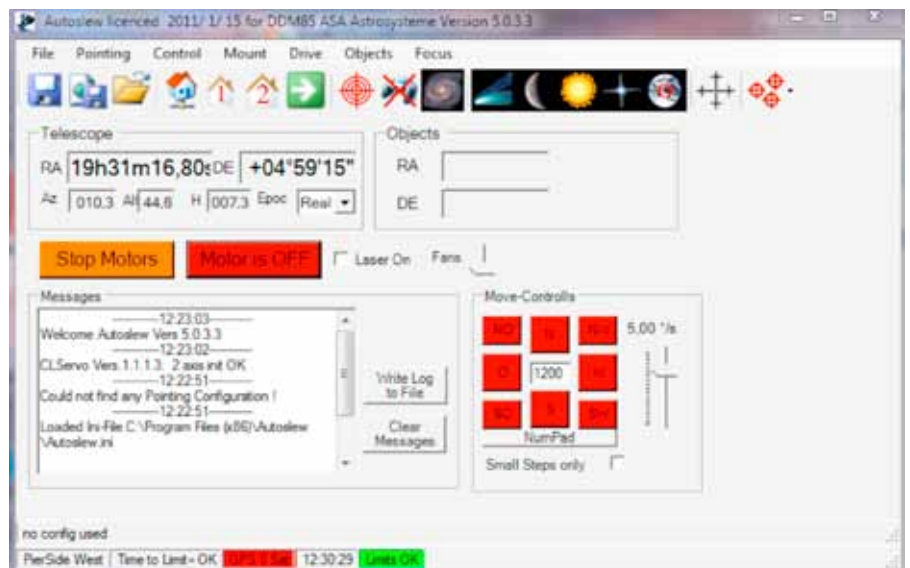 Autoslew licenced 2011/ 1/ 15 for DDM85 ASA Astrosysteme Version 5.0.3.3
File Pointing Control Mount Drive Objects Focus
1 2
Telescope
RA 19h31m16,80s DE +04°59'15"
Az 010,3 Alt 44,6 H 007,3 Epoc Real
Objects
RA
DE
Stop Motors Motor is OFF Laser On Fans
Messages
----------12:23:03----------
Welcome Autoslew Vers 5.0.3.3
----------12:23:02----------
CLServo Vers.1.1.1.3: 2 axis init OK
----------12:22:51----------
Could not find any Pointing Configuration !
----------12:22:51----------
Loaded Ini-File C:\Program Files (x86)\Autoslew
\Autoslew.ini
Write Log
to File
Clear
Messages
Move-Controlls
NO N NW 5.00 °/s
O 1200 W
SO S SW
NumPad
Small Steps only
no config used
PierSide West Time to Limit= OK GPS 0 Sat 12:30:29 Limits OK